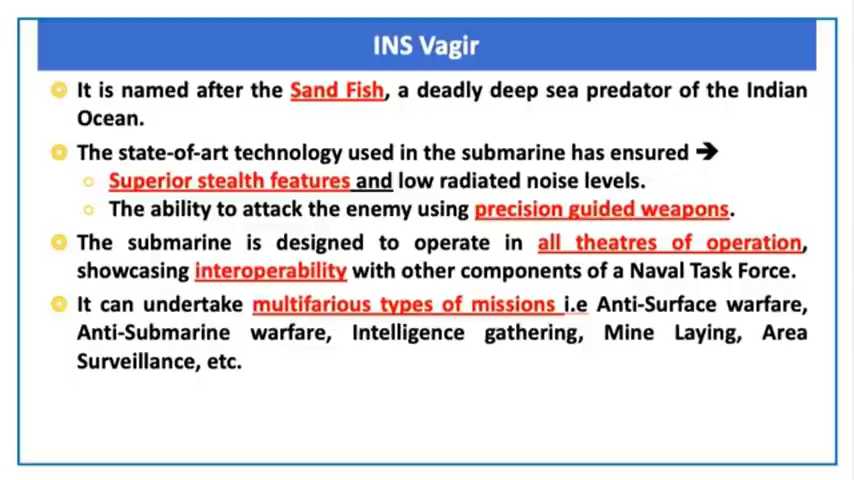 INS Vagir
It is named after the Sand Fish, a deadly deep sea predator of the Indian
Ocean.
The state-of-art technology used in the submarine has ensured ➔
Superior stealth features and low radiated noise levels.
The ability to attack the enemy using precision guided weapons.
The submarine is designed to operate in all theatres of operation,
showcasing interoperability with other components of a Naval Task Force.
It can undertake multifarious types of missions i.e Anti-Surface warfare,
Anti-Submarine warfare, Intelligence gathering, Mine Laying, Area
Surveillance, etc.